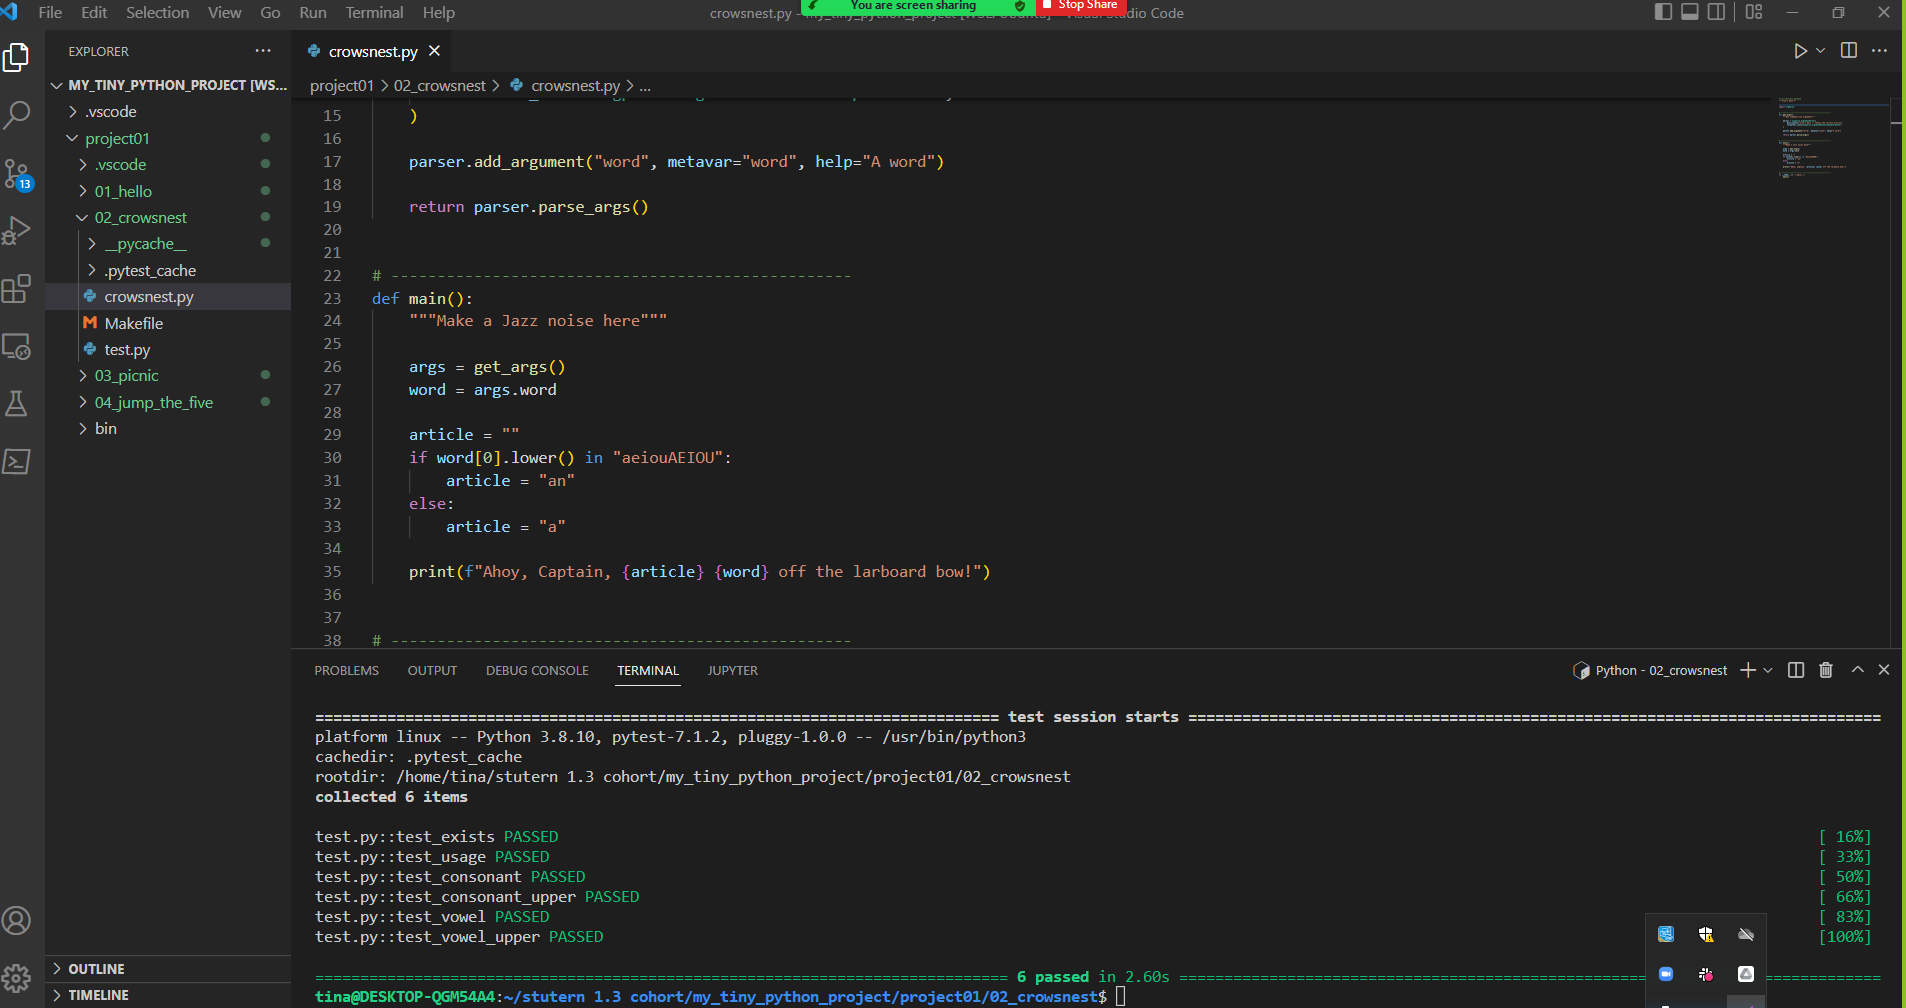 File Edit Selection View Go Run Terminal Help
crowsnest.py - my_tiny_python_project [WSL: Ubuntu] - Visual Studio Code
You are screen sharing
Stop Share
EXPLORER
MY_TINY_PYTHON_PROJECT [WS...
.vscode
project01
.vscode
01_hello
02_crowsnest
__pycache__
.pytest_cache
crowsnest.py
Makefile
test.py
03_picnic
04_jump_the_five
bin
OUTLINE
TIMELINE
13
crowsnest.py
project01 > 02_crowsnest > crowsnest.py > ...
15 )
16
17 parser.add_argument("word", metavar="word", help="A word")
18
19 return parser.parse_args()
20
21
22 # --------------------------------------------------
23 def main():
24 """Make a Jazz noise here"""
25
26 args = get_args()
27 word = args.word
28
29 article = ""
30 if word[0].lower() in "aeiouAEIOU":
31 article = "an"
32 else:
33 article = "a"
34
35 print(f"Ahoy, Captain, {article} {word} off the larboard bow!")
36
37
38 # --------------------------------------------------
PROBLEMS OUTPUT DEBUG CONSOLE TERMINAL JUPYTER
Python - 02_crowsnest
test session starts
platform linux -- Python 3.8.10, pytest-7.1.2, pluggy-1.0.0 -- /usr/bin/python3
cachedir: .pytest_cache
rootdir: /home/tina/stutern 1.3 cohort/my_tiny_python_project/project01/02_crowsnest
collected 6 items
test.py::test_exists PASSED [ 16%]
test.py::test_usage PASSED [ 33%]
test.py::test_consonant PASSED [ 50%]
test.py::test_consonant_upper PASSED [ 66%]
test.py::test_vowel PASSED [ 83%]
test.py::test_vowel_upper PASSED [100%]
6 passed in 2.60s
tina@DESKTOP-QGM54A4:~/stutern 1.3 cohort/my_tiny_python_project/project01/02_crowsnest$